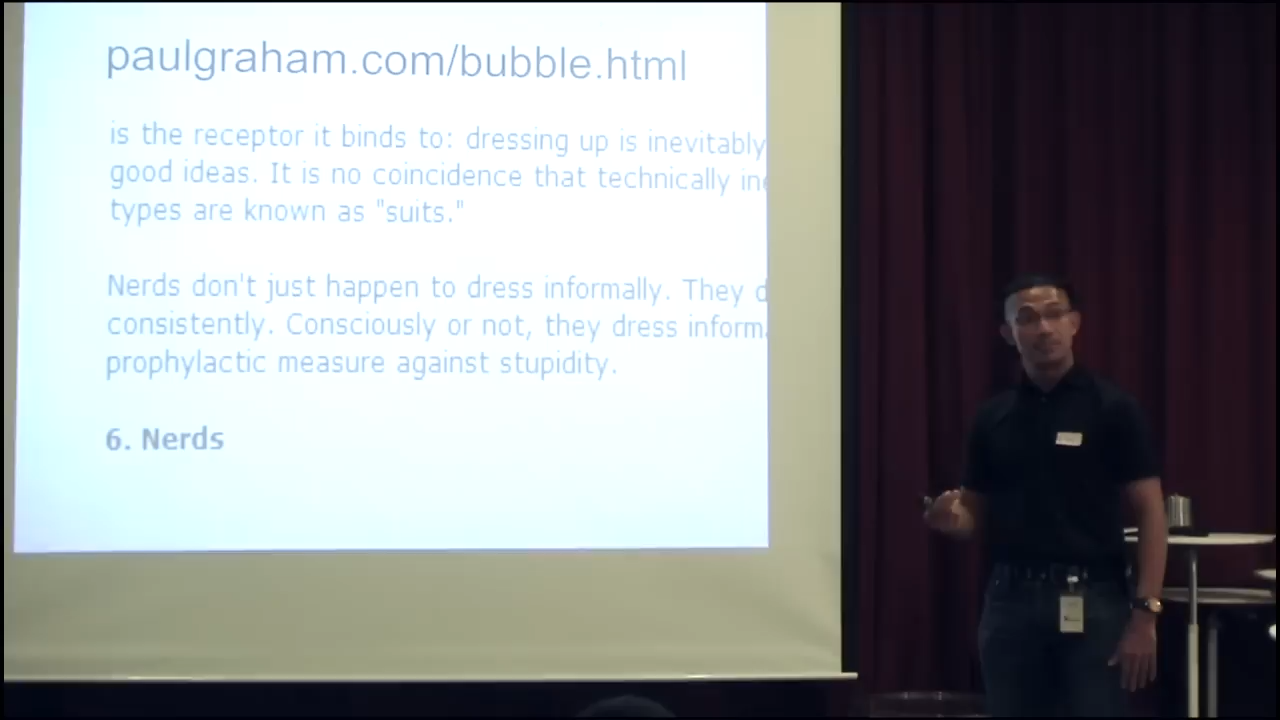 paulgraham.com/bubble.html
is the receptor it binds to: dressing up is inevitably
good ideas. It is no coincidence that technically
types are known as "suits."
Nerds don't just happen to dress informally. They
consistently. Consciously or not, they dress
prophylactic measure against stupidity.
6. Nerds